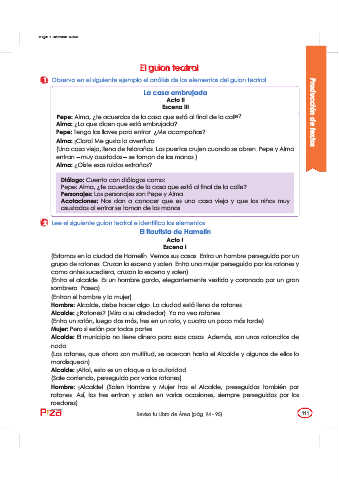 El guion teatral
1 Observa en el siguiente ejemplo el análisis de los elementos del guion teatral
Producción de textos
La casa embrujada
Acto II
Escena III
Pepe: Alma, ¿te acuerdas de la casa que está al final de la calle?
Alma: ¿La que dicen que está embrujada?
Pepe: Tengo las llaves para entrar ¿Me acompañas?
Alma: ¡Claro! Me gusta la aventura
(Una casa vieja, llena de telarañas. Las puertas crujen cuando se abren. Pepe y Alma
entran —muy asustados— se toman de las manos.)
Alma: ¿Oíste esos ruidos extraños?
Diálogo: Cuenta con diálogos como:
Pepe: Alma, ¿te acuerdas de la casa que está al final de la calle?
Personajes: Los personajes son Pepe y Alma
Acotaciones: Nos dan a conocer que es una casa vieja y que los niños muy
asustados al entrar se toman de las manos
2 Lee el siguiente guion teatral e identifica los elementos
El flautista de Hamelín
Acto I
Escena I
(Estamos en la ciudad de Hamelín. Vemos sus casas. Entra un hombre perseguido por un
grupo de ratones. Cruzan la escena y salen. Entra una mujer perseguida por los ratones y
como antes sucediera, cruzan la escena y salen)
(Entra el alcalde. Es un hombre gordo, elegantemente vestido y coronado por un gran
sombrero. Pasea)
(Entran el hombre y la mujer)
Hombre: Alcalde, debe hacer algo. La ciudad está llena de ratones
Alcalde: ¿Ratones? (Mira a su alrededor) Yo no veo ratones
(Entra un ratón, luego dos más, tres en un rato, y cuatro un poco más tarde)
Mujer: Pero si están por todas partes
Alcalde: El municipio no tiene dinero para esas cosas. Además, son unos ratoncitos de
nada
(Los ratones, que ahora son multitud, se acercan hasta el Alcalde y algunos de ellos lo
mordisquean)
Alcalde: ¡Alto!, esto es un ataque a la autoridad
(Sale corriendo, perseguido por varios ratones)
Hombre: ¡Alcalde! (Salen Hombre y Mujer tras el Alcalde, perseguidos también por
ratones. Así, los tres entran y salen en varias ocasiones, siempre perseguidos por los
roedores)
Revisa tu Libro de Área (pág. 94 - 95)
111